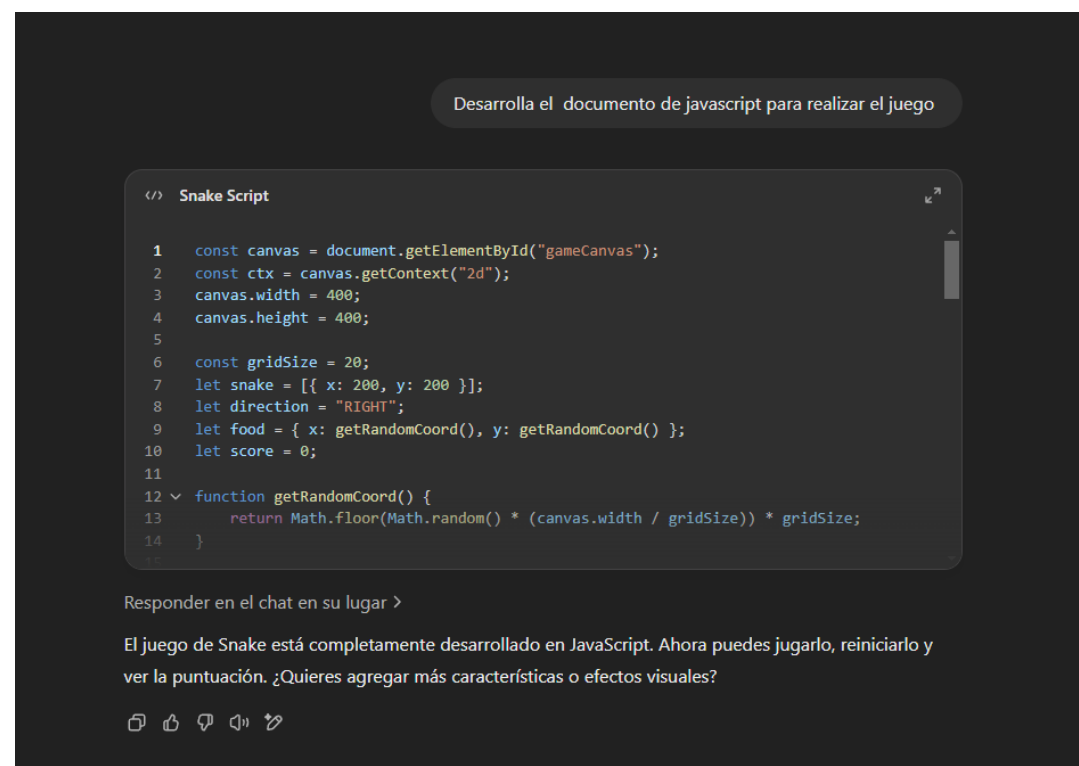 Desarrolla el  documento de javascript para realizar el juego
Snake Script
1 const canvas = document.getElementById("gameCanvas");
2 const ctx = canvas.getContext("2d");
3 canvas.width = 400;
4 canvas.height = 400;
5
6 const gridSize = 20;
7 let snake = [{ x: 200, y: 200 }];
8 let direction = "RIGHT";
9 let food = { x: getRandomCoord(), y: getRandomCoord() };
10 let score = 0;
11
12 function getRandomCoord() {
13     return Math.floor(Math.random() * (canvas.width / gridSize)) * gridSize;
14 }
15
Responder en el chat en su lugar >
El juego de Snake está completamente desarrollado en JavaScript. Ahora puedes jugarlo, reiniciarlo y
ver la puntuación. ¿Quieres agregar más características o efectos visuales?